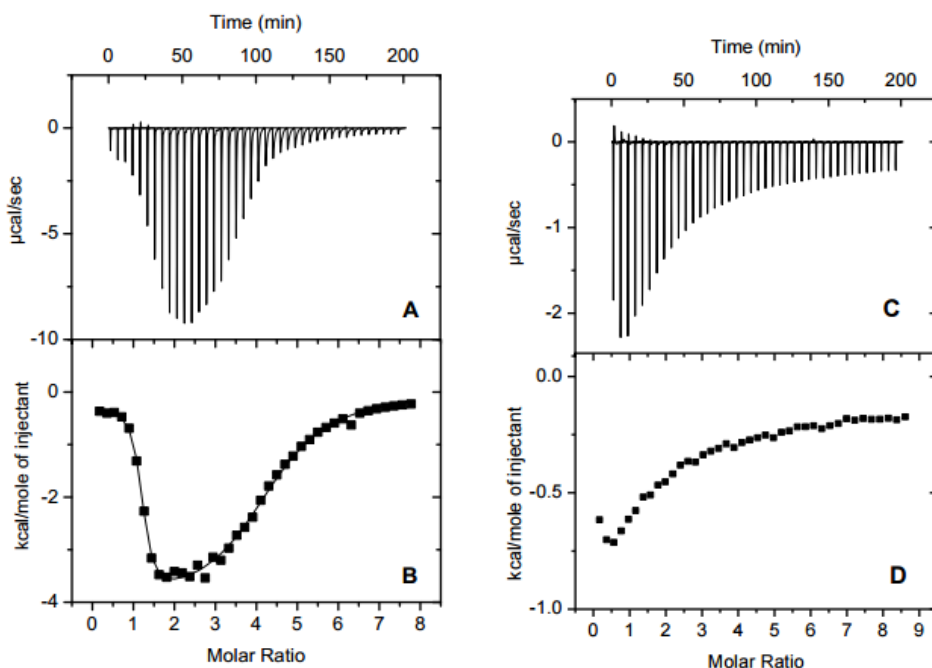 Time (min)
0 50 100 150 200
0
-5
-10
µcal/sec
A
0
-2
-4
kcal/mole of injectant
B
0 1 2 3 4 5 6 7 8
Molar Ratio
Time (min)
0 50 100 150 200
0
-1
-2
µcal/sec
C
0.0
-0.5
-1.0
kcal/mole of injectant
D
0 1 2 3 4 5 6 7 8 9
Molar Ratio